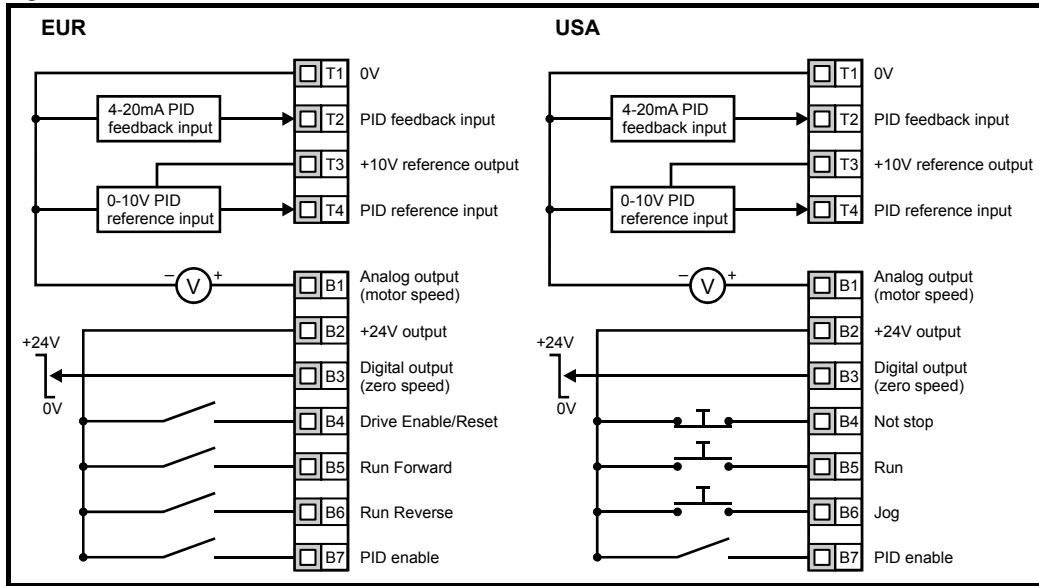 EUR
T1 0V
4-20mA PID
feedback input
T2 PID feedback input
T3 +10V reference output
0-10V PID
reference input
T4 PID reference input
– V +
B1 Analog output
(motor speed)
B2 +24V output
+24V
0V
B3 Digital output
(zero speed)
B4 Drive Enable/Reset
B5 Run Forward
B6 Run Reverse
B7 PID enable
USA
T1 0V
4-20mA PID
feedback input
T2 PID feedback input
T3 +10V reference output
0-10V PID
reference input
T4 PID reference input
– V +
B1 Analog output
(motor speed)
B2 +24V output
+24V
0V
B3 Digital output
(zero speed)
B4 Not stop
B5 Run
B6 Jog
B7 PID enable